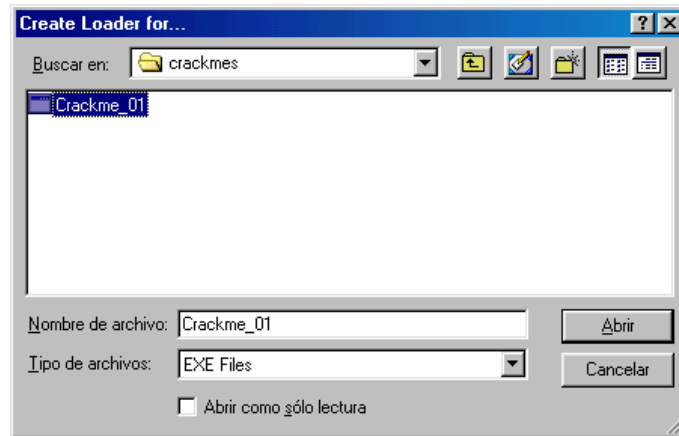 Create Loader for...
Buscar en: crackmes
Crackme_01
Nombre de archivo: Crackme_01 Abrir
Tipo de archivos: EXE Files Cancelar
Abrir como sólo lectura